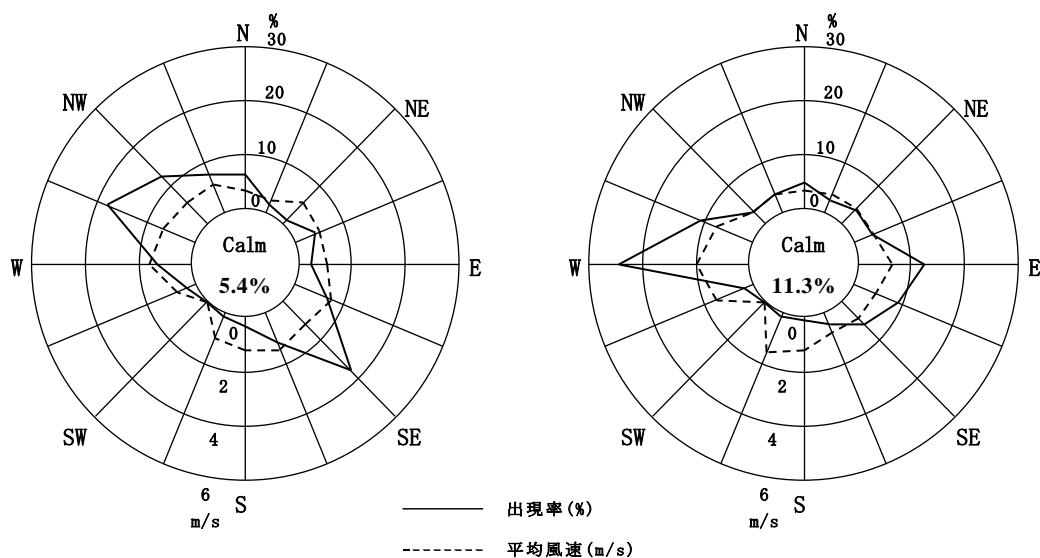 %
N 30
NW 20 NE
10
0
W Calm E
5.4%
0
2
SW 4 SE
6
m/s S
%
N 30
NW 20 NE
10
0
W Calm E
11.3%
0
2
SW 4 SE
6
m/s S
出現率(%)
平均風速(m/s)